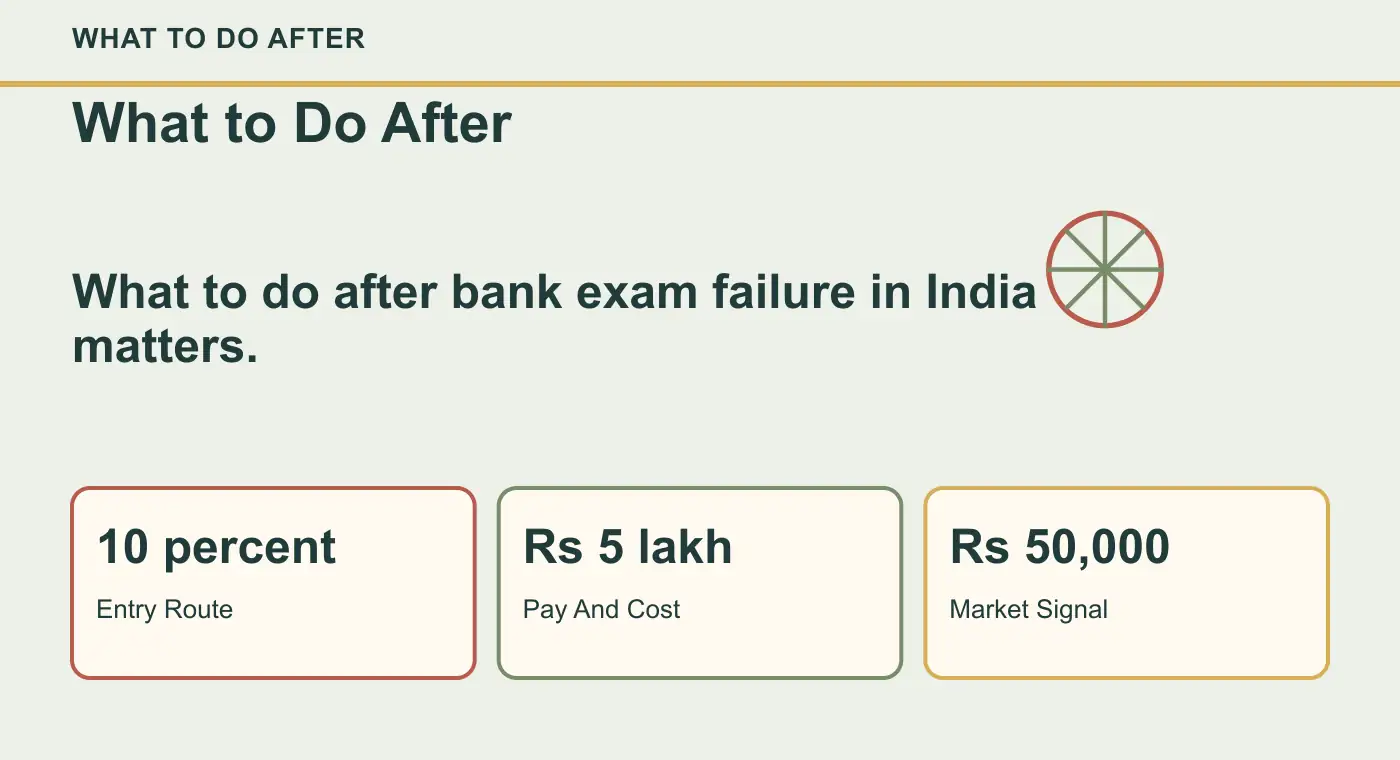 WHAT TO DO AFTER
What to Do After
What to do after bank exam failure in India
matters.
10 percent
Entry Route
Rs 5 lakh
Pay And Cost
Rs 50,000
Market Signal